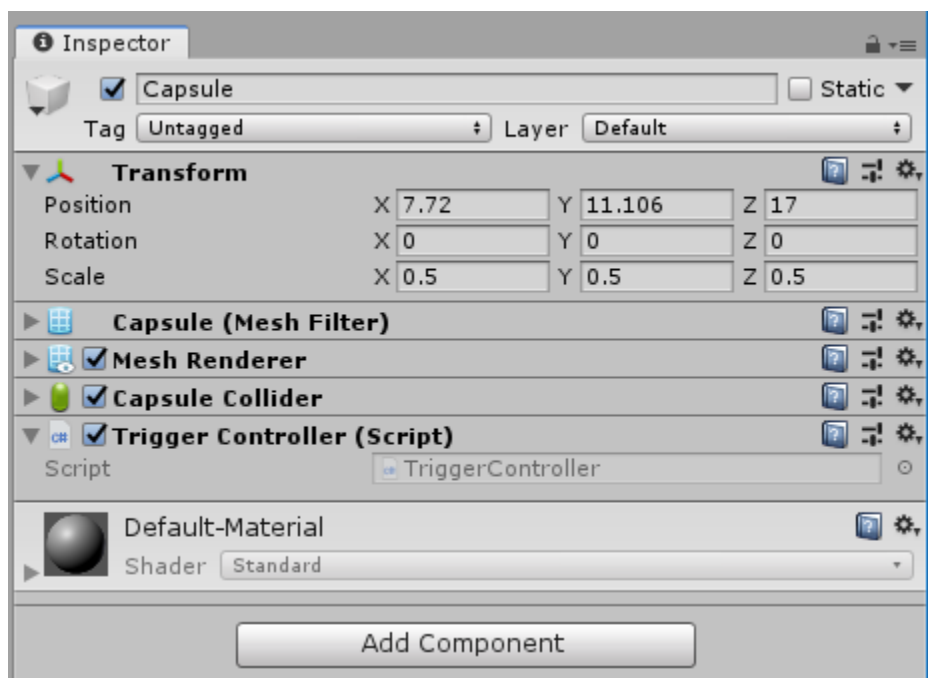 Inspector
Capsule Static
Tag Untagged Layer Default
Transform
Position X 7.72 Y 11.106 Z 17
Rotation X 0 Y 0 Z 0
Scale X 0.5 Y 0.5 Z 0.5
Capsule (Mesh Filter)
Mesh Renderer
Capsule Collider
c# Trigger Controller (Script)
Script TriggerController
Default-Material
Shader Standard
Add Component